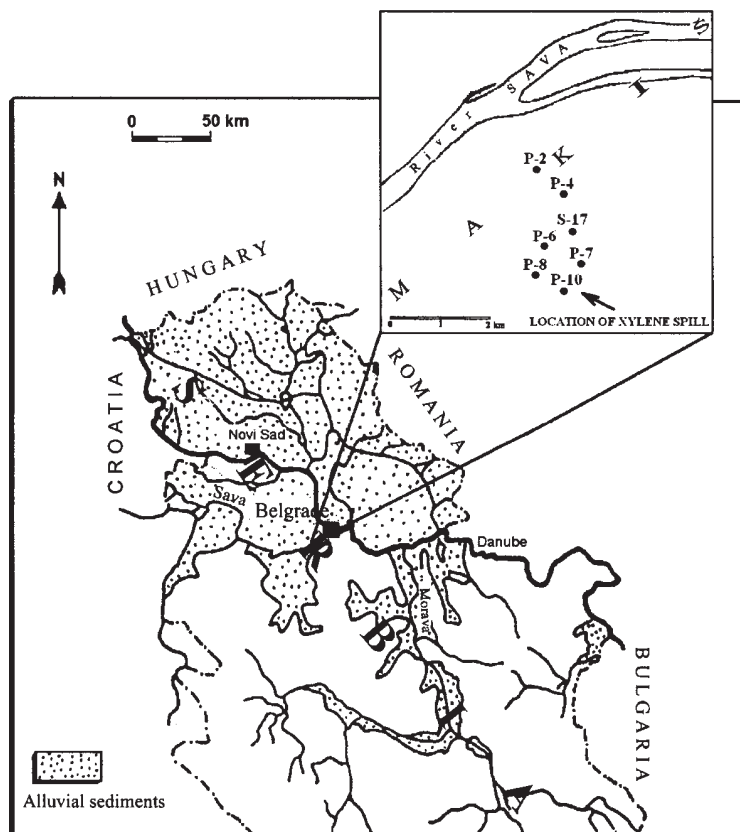 0 50 km
N
HUNGARY
ROMANIA
CROATIA
Novi Sad
Sava
Belgrade
Danube
Morava
BULGARIA
Alluvial sediments
River SAVA
M A K I Š
P-2
P-4
S-17
P-6
P-7
P-8
P-10
LOCATION OF XYLENE SPILL
0 1 2 km